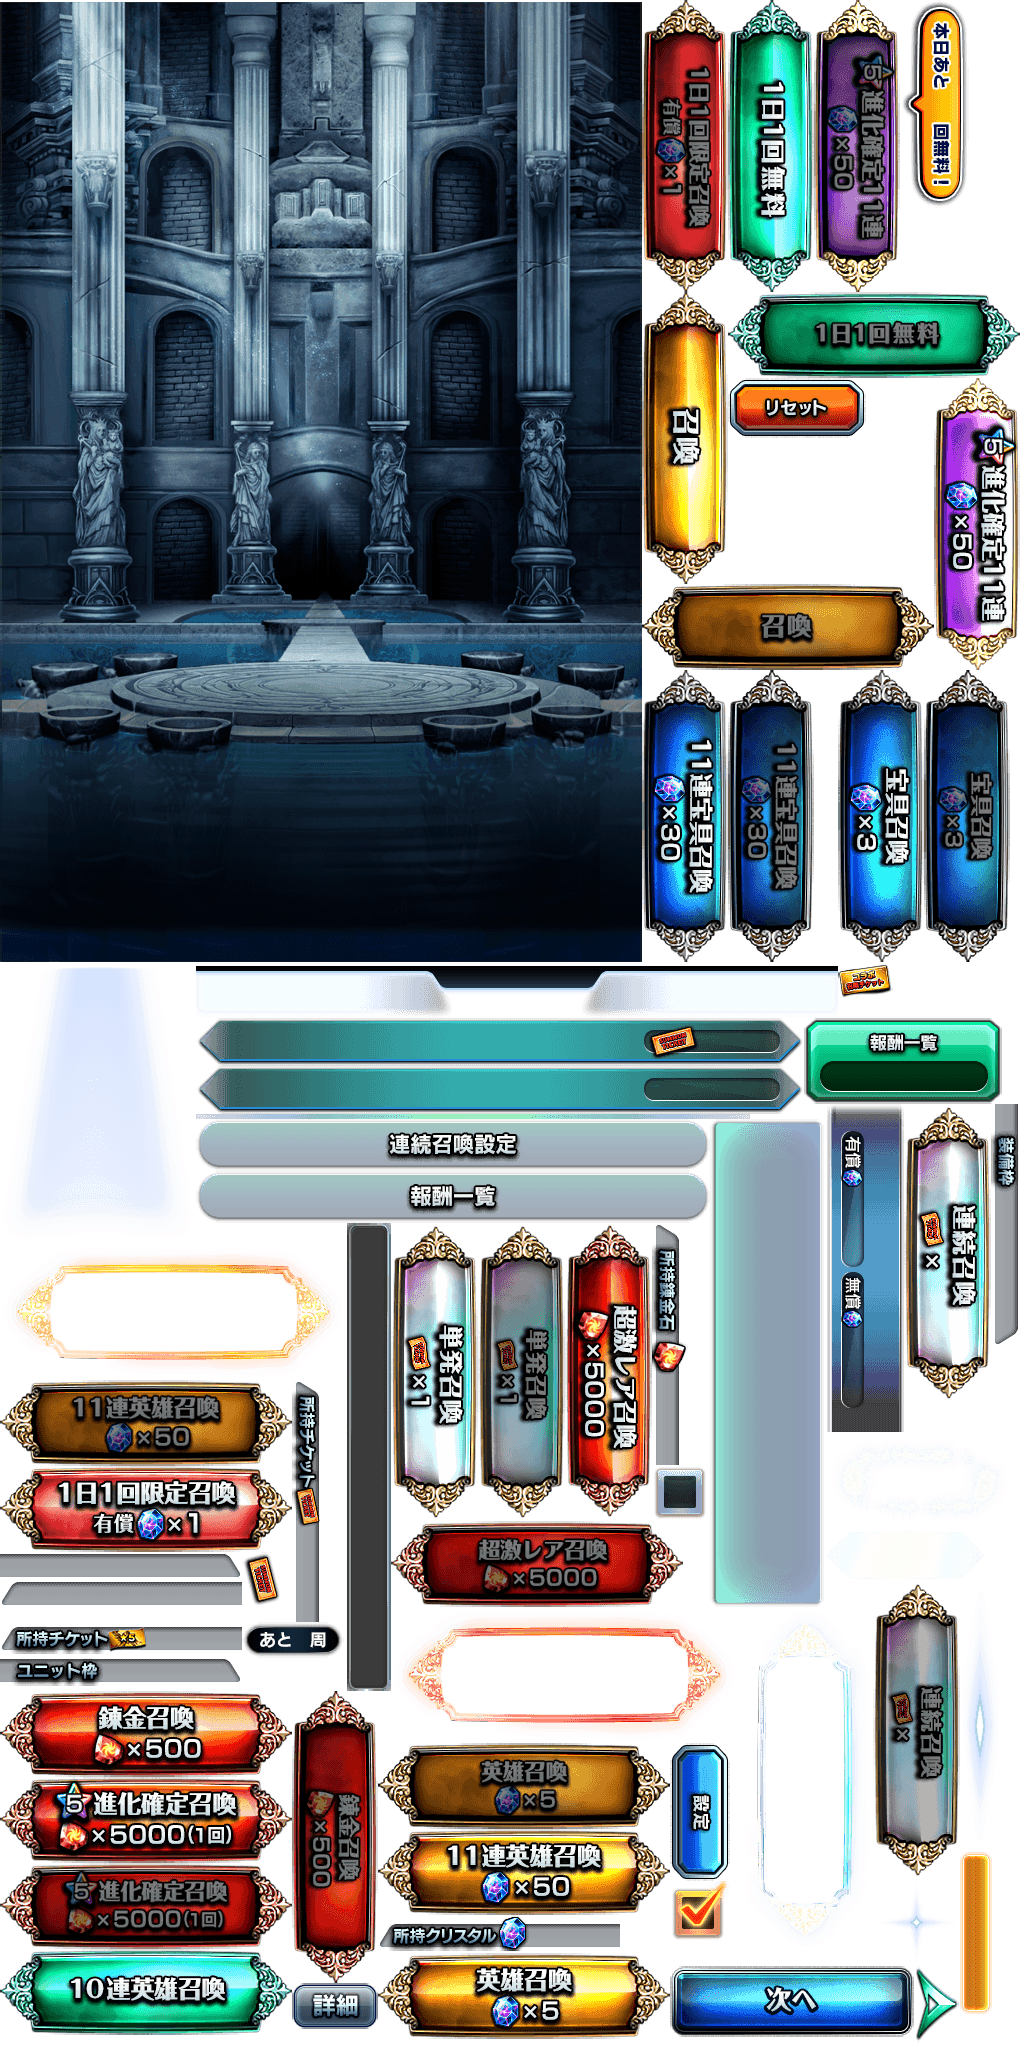 1日1回限定召喚
有償 ×1
1日1回無料
5進化確定11連
×50
本日あと 回無料!
1日1回無料
召喚
リセット
5進化確定11連
×50
召喚
11連宝具召喚
×30
11連宝具召喚
×30
宝具召喚
×3
宝具召喚
×3
コラボ
報酬一覧
連続召喚設定
報酬一覧
有償
無償
連続召喚
×
装備枠
単発召喚
×1
単発召喚
×1
超激レア召喚
×5000
所持錬金石
11連英雄召喚
×50
1日1回限定召喚
有償 ×1
所持チケット
超激レア召喚
×5000
所持チケット ×5
あと 周
ユニット枠
連続召喚
×
錬金召喚
×500
5進化確定召喚
×5000(1回)
5進化確定召喚
×5000(1回)
10連英雄召喚
錬金召喚
×500
詳細
英雄召喚
×5
11連英雄召喚
×50
所持クリスタル
英雄召喚
×5
設定
次へ